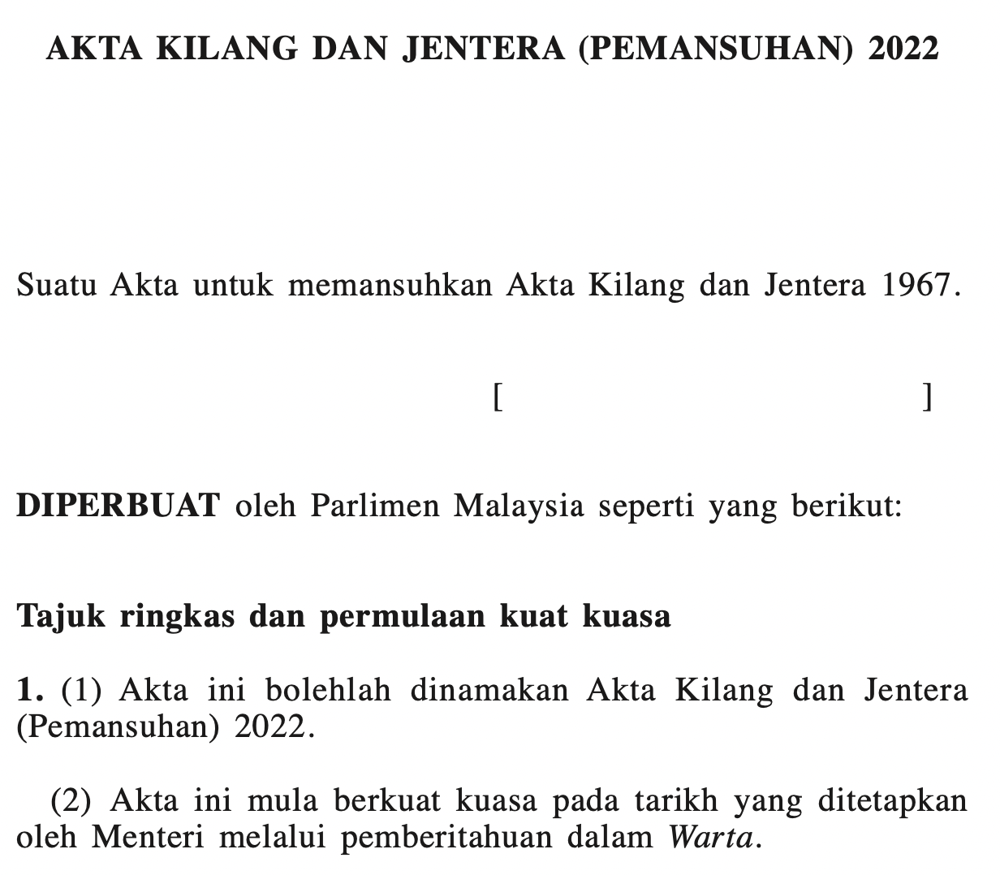 AKTA KILANG DAN JENTERA (PEMANSUHAN) 2022
Suatu Akta untuk memansuhkan Akta Kilang dan Jentera 1967.
[ ]
DIPERBUAT oleh Parlimen Malaysia seperti yang berikut:
Tajuk ringkas dan permulaan kuat kuasa
1. (1) Akta ini bolehlah dinamakan Akta Kilang dan Jentera
(Pemansuhan) 2022.
(2) Akta ini mula berkuat kuasa pada tarikh yang ditetapkan
oleh Menteri melalui pemberitahuan dalam Warta.